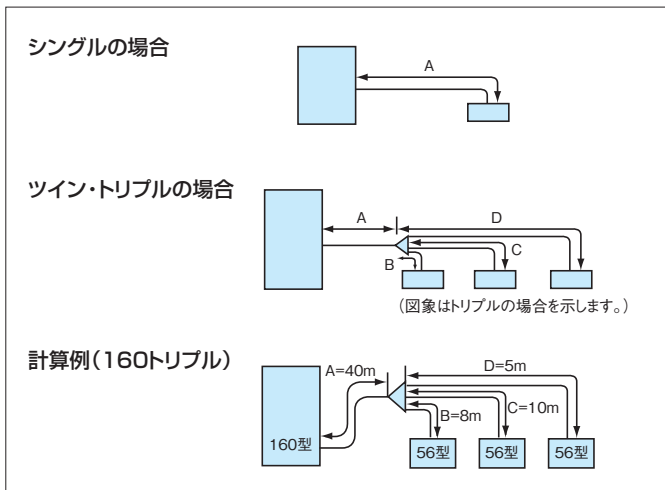 シングルの場合
A
ツイン・トリプルの場合
A
D
C
B
(図象はトリプルの場合を示します。)
計算例(160トリプル)
A=40m
D=5m
C=10m
B=8m
160型
56型
56型
56型